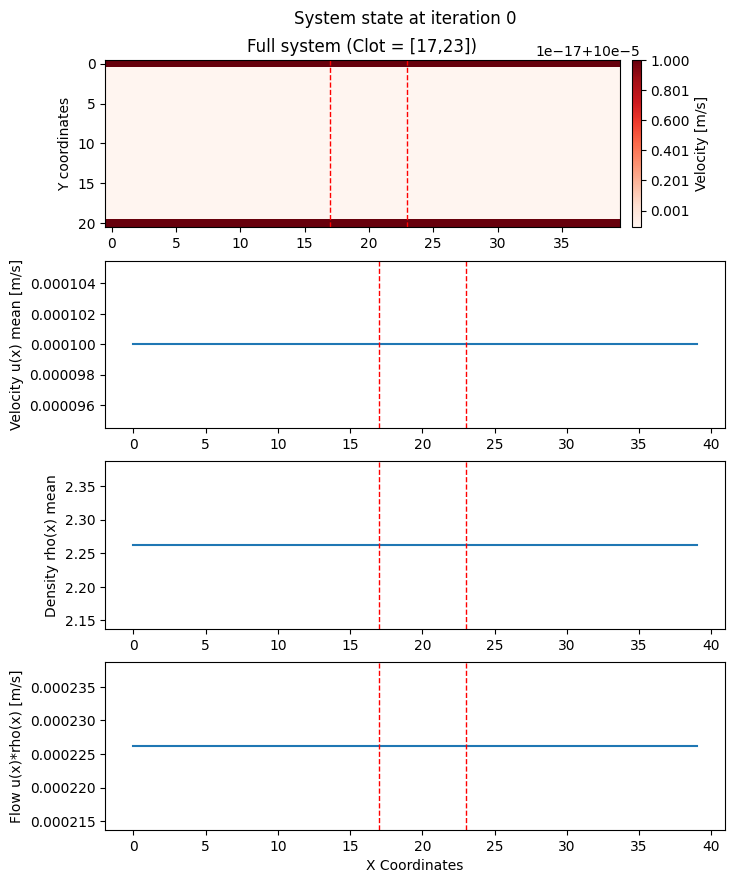 System state at iteration 0
Full system (Clot = [17,23])
1e−17+10e−5
Y coordinates
0
5
10
15
20
0 5 10 15 20 25 30 35
1.000
0.801
0.600
0.401
0.201
0.001
Velocity [m/s]
Velocity u(x) mean [m/s]
0.000104
0.000102
0.000100
0.000098
0.000096
0 5 10 15 20 25 30 35 40
Density rho(x) mean
2.35
2.30
2.25
2.20
2.15
0 5 10 15 20 25 30 35 40
Flow u(x)*rho(x) [m/s]
0.000235
0.000230
0.000225
0.000220
0.000215
0 5 10 15 20 25 30 35 40
X Coordinates